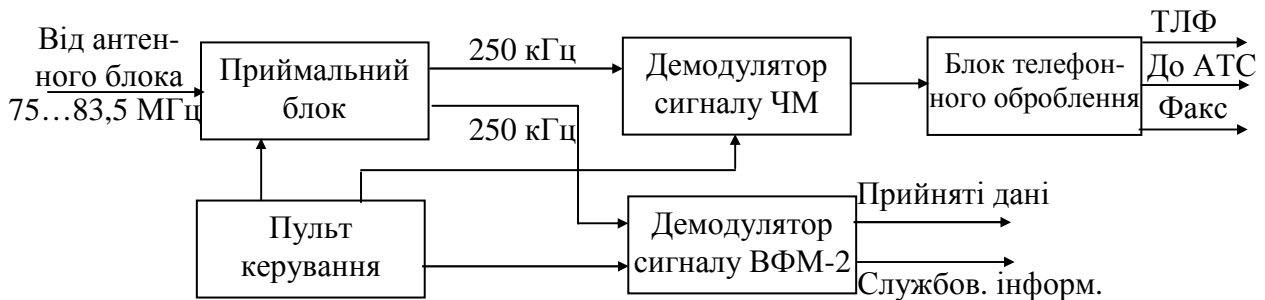 Від антен-
ного блока
75…83,5 МГц
Приймальний
блок
250 кГц
250 кГц
Демодулятор
сигналу ЧМ
Блок телефон-
ного оброблення
ТЛФ
До АТС
Факс
Пульт
керування
Демодулятор
сигналу ВФМ-2
Прийняті дані
Службов. інформ.